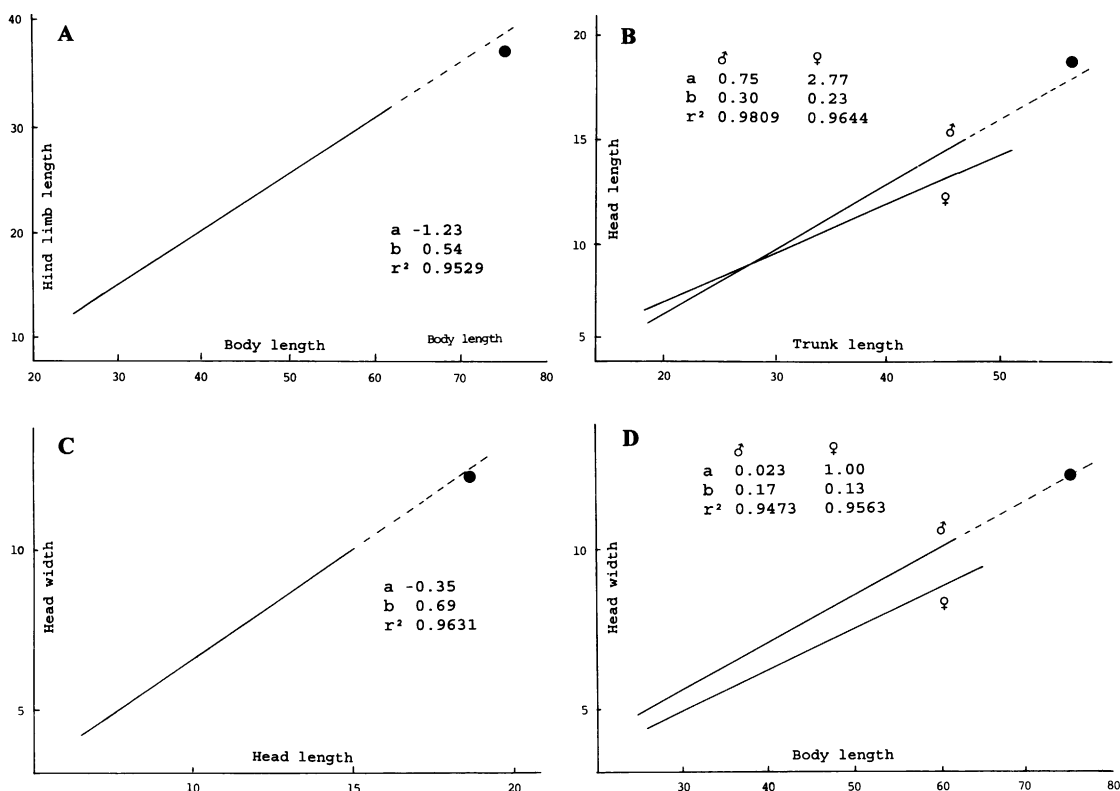 A
40
30
20
10
Hind limb length
a -1.23
b 0.54
r² 0.9529
Body length
Body length
20 30 40 50 60 70 80
B
20
15
10
5
Head length
♂ ♀
a 0.75 2.77
b 0.30 0.23
r² 0.9809 0.9644
♂
♀
Trunk length
20 30 40 50
C
10
5
Head width
a -0.35
b 0.69
r² 0.9631
Head length
10 15 20
D
10
5
Head width
♂ ♀
a 0.023 1.00
b 0.17 0.13
r² 0.9473 0.9563
♂
♀
Body length
30 40 50 60 70 80